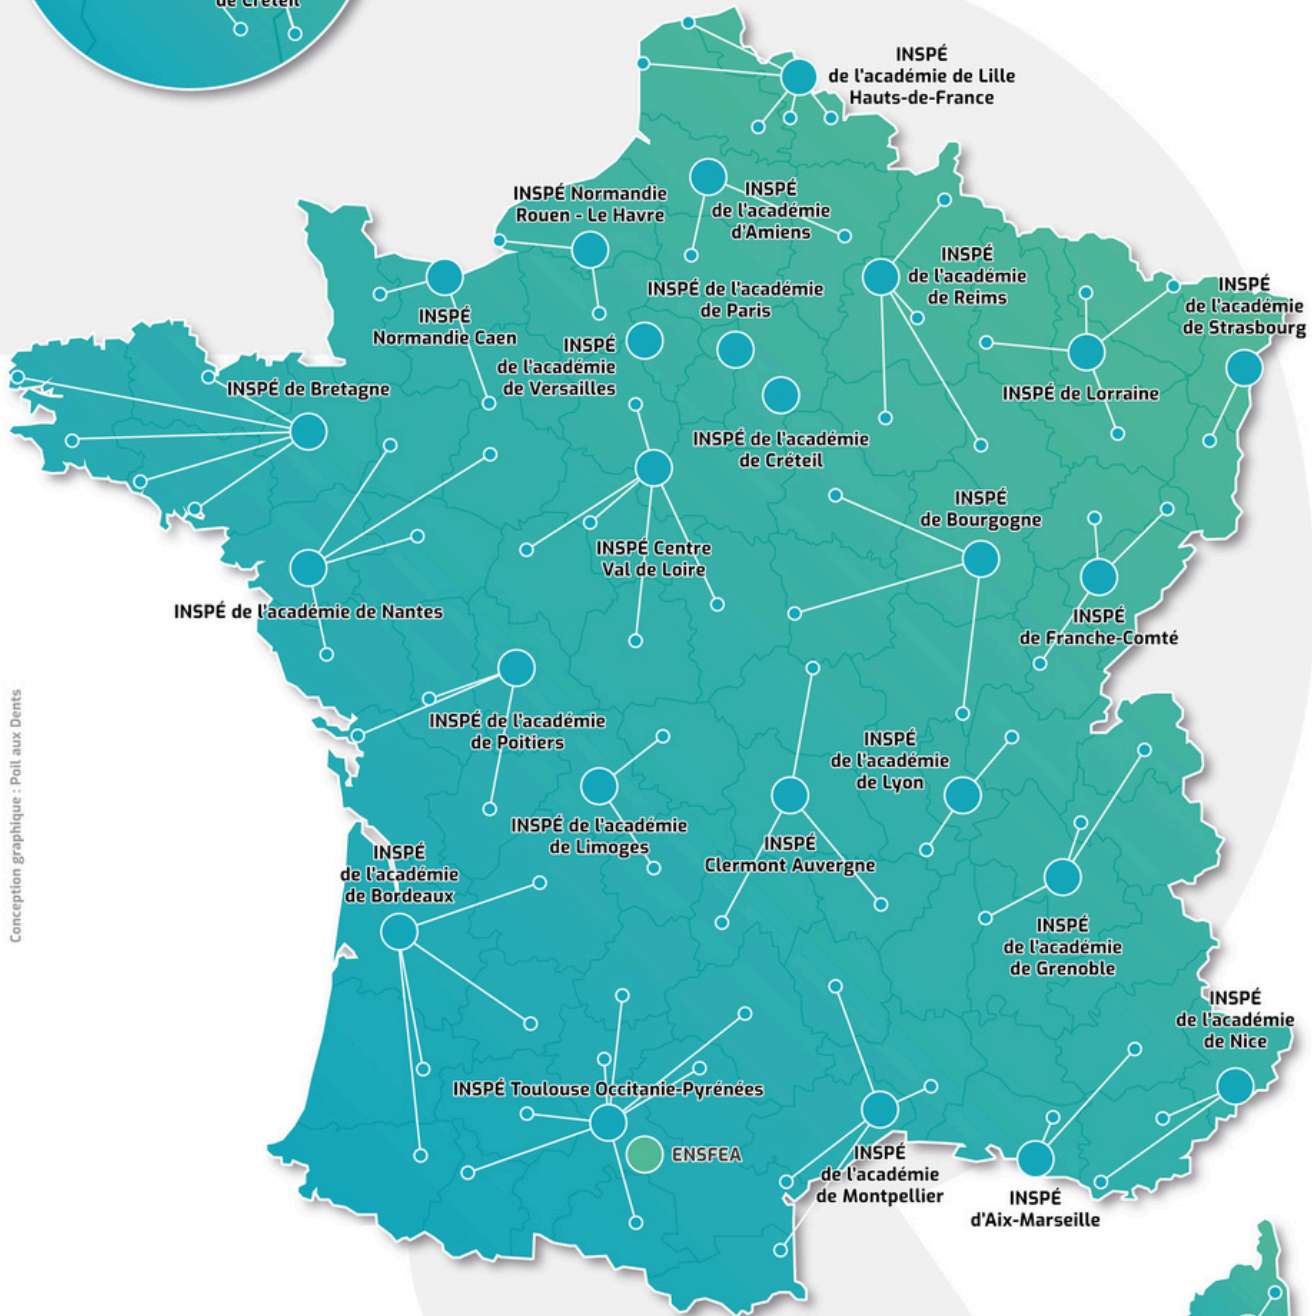 de Créteil
INSPÉ
de l'académie de Lille
Hauts-de-France
INSPÉ Normandie
Rouen - Le Havre
INSPÉ
de l'académie
d'Amiens
INSPÉ
de l'académie
de Reims
INSPÉ de l'académie
de Paris
INSPÉ
de l'académie
de Strasbourg
INSPÉ
Normandie Caen
INSPÉ
de l'académie
de Versailles
INSPÉ de Bretagne
INSPÉ de Lorraine
INSPÉ de l'académie
de Créteil
INSPÉ
de Bourgogne
INSPÉ Centre
Val de Loire
INSPÉ de l'académie de Nantes
INSPÉ
de Franche-Comté
INSPÉ de l'académie
de Poitiers
INSPÉ
de l'académie
de Lyon
INSPÉ de l'académie
de Limoges
INSPÉ
Clermont Auvergne
INSPÉ
de l'académie
de Bordeaux
INSPÉ
de l'académie
de Grenoble
INSPÉ
de l'académie
de Nice
INSPÉ Toulouse Occitanie-Pyrénées
ENSFEA
INSPÉ
de l'académie
de Montpellier
INSPÉ
d'Aix-Marseille
Conception graphique : Poil aux Dents